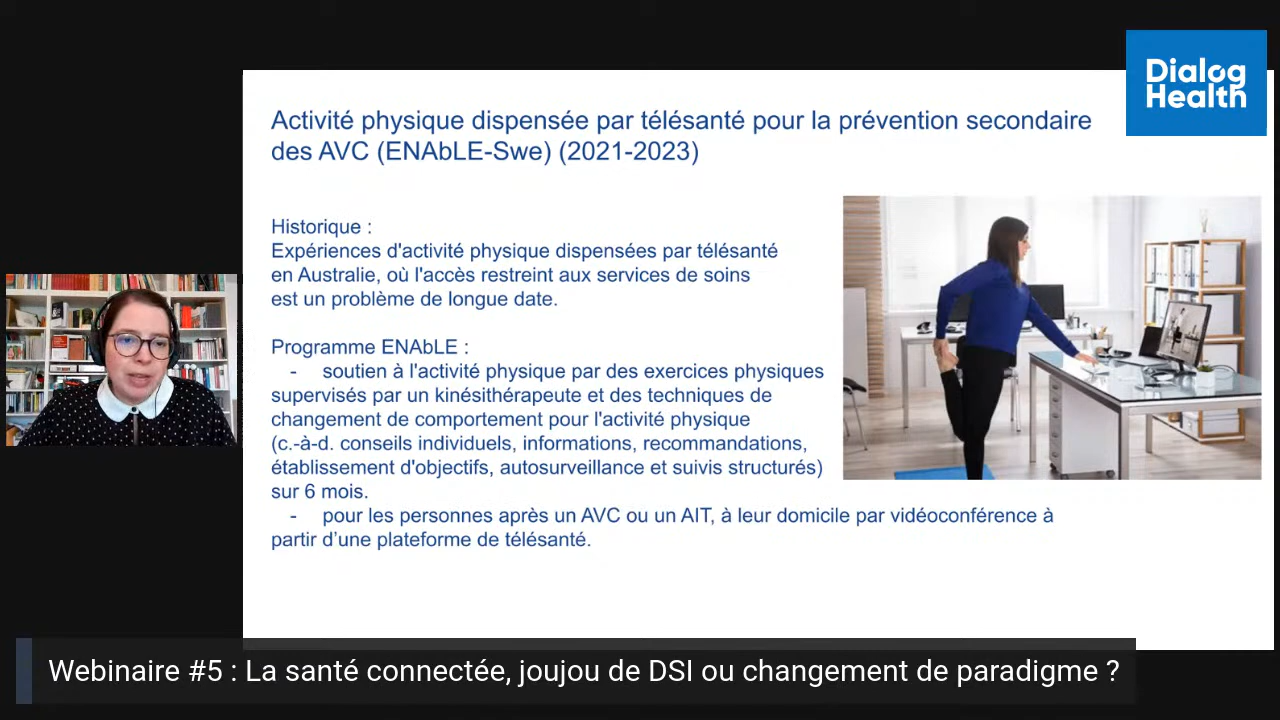 Dialog
Health
Activité physique dispensée par télésanté pour la prévention secondaire
des AVC (ENAbLE-Swe) (2021-2023)
Historique :
Expériences d'activité physique dispensées par télésanté
en Australie, où l'accès restreint aux services de soins
est un problème de longue date.
Programme ENAbLE :
- soutien à l'activité physique par des exercices physiques
supervisés par un kinésithérapeute et des techniques de
changement de comportement pour l'activité physique
(c.-à-d. conseils individuels, informations, recommandations,
établissement d'objectifs, autosurveillance et suivis structurés)
sur 6 mois.
- pour les personnes après un AVC ou un AIT, à leur domicile par vidéoconférence à
partir d’une plateforme de télésanté.
Webinaire #5 : La santé connectée, joujou de DSI ou changement de paradigme ?